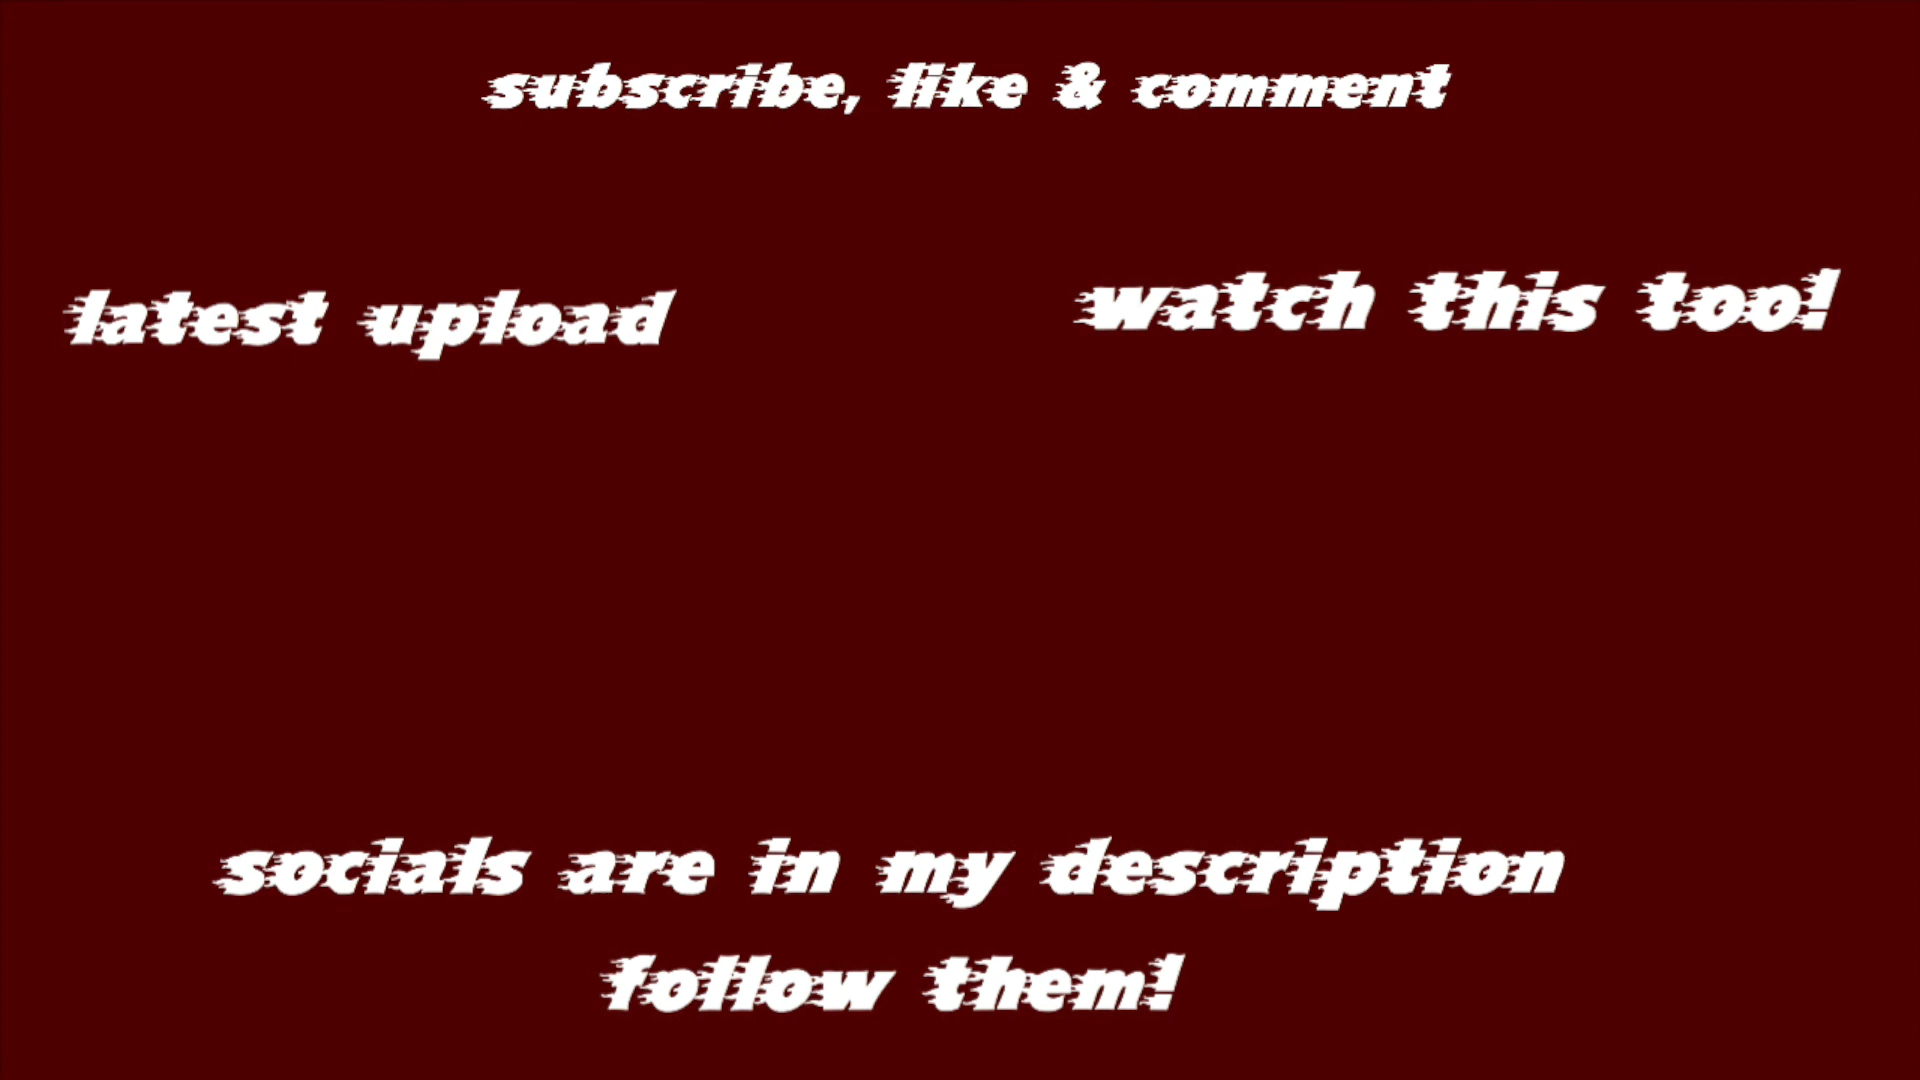 subscribe, like & comment
latest upload
watch this too!
socials are in my description
follow them!